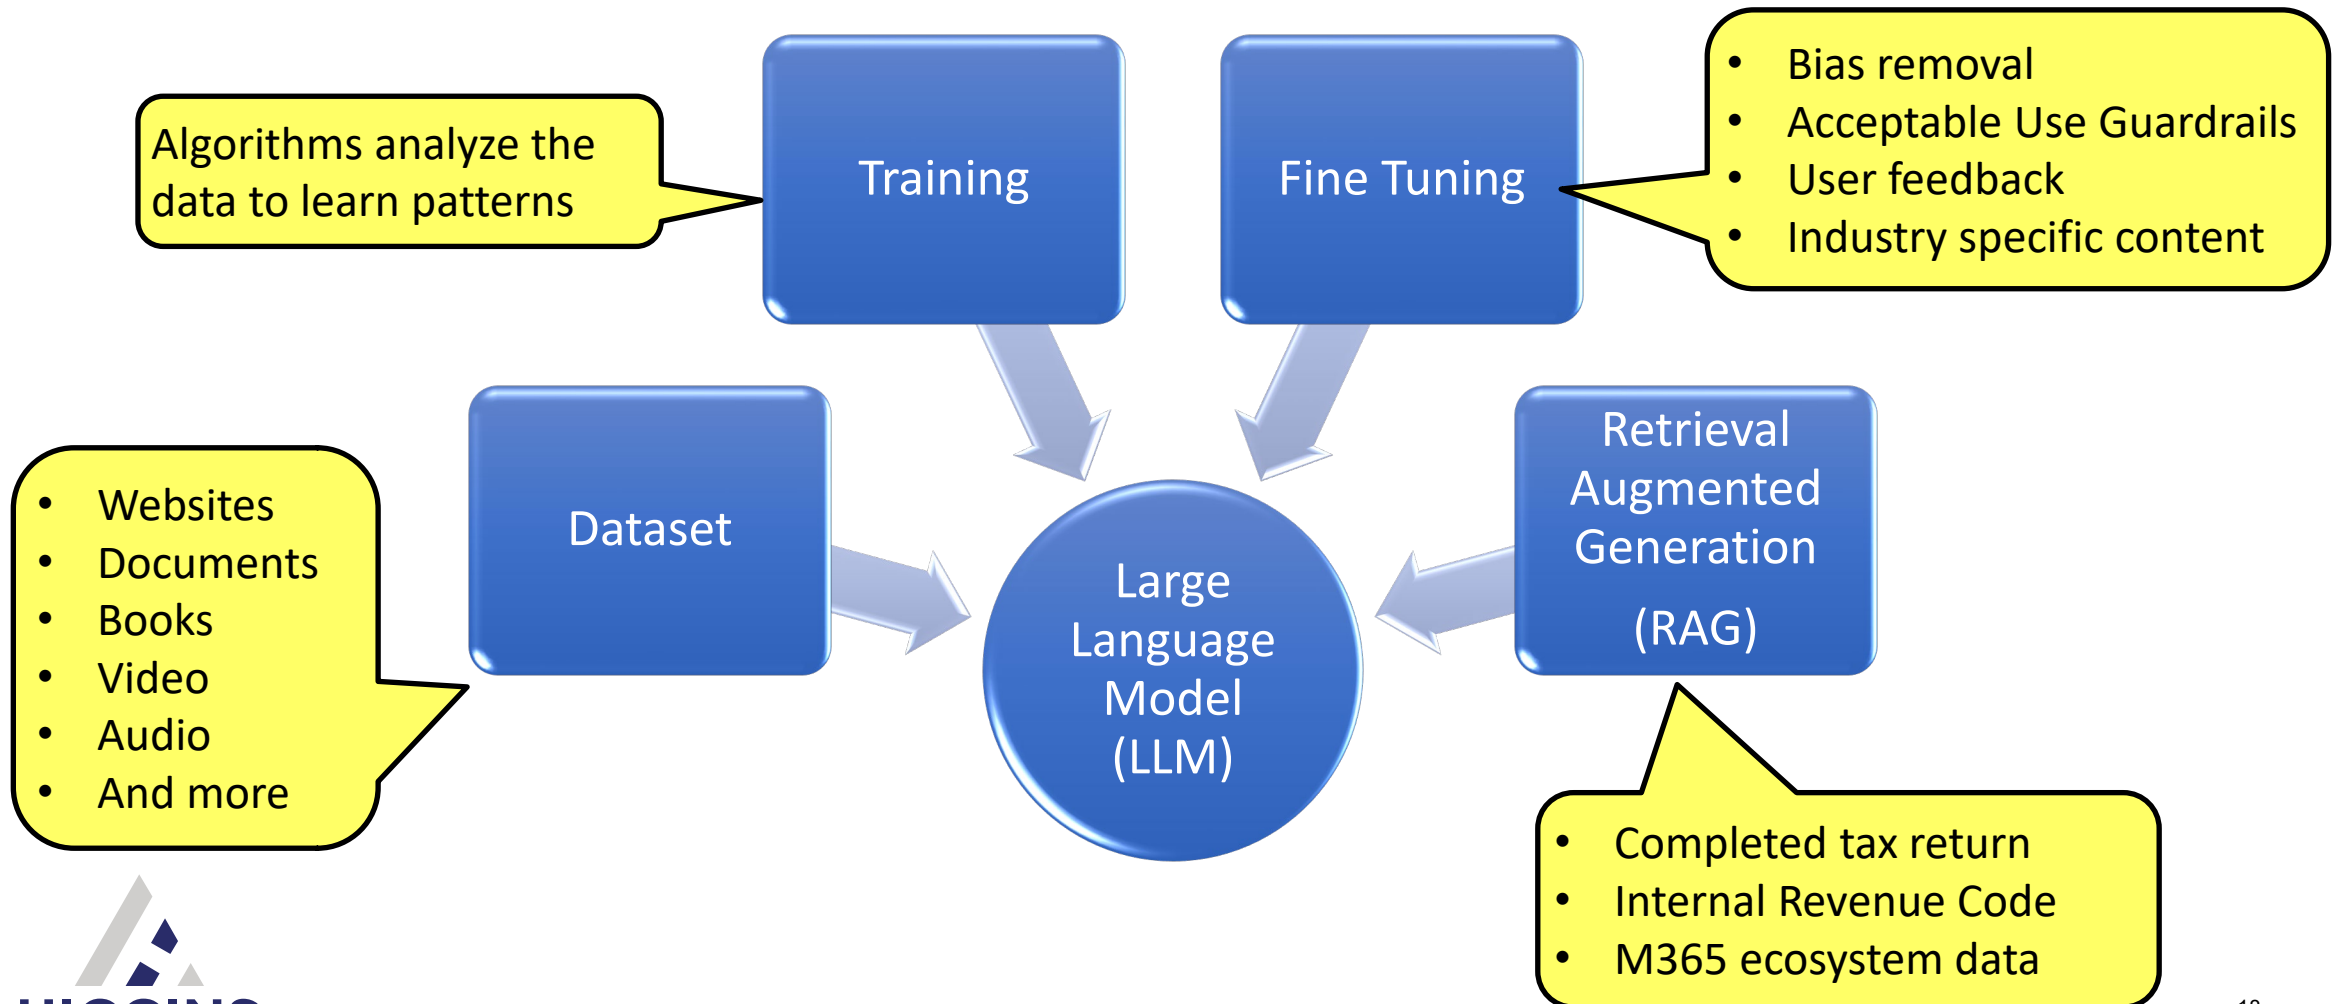 Algorithms analyze the
data to learn patterns
Training
Fine Tuning
• Bias removal
• Acceptable Use Guardrails
• User feedback
• Industry specific content
• Websites
• Documents
• Books
• Video
• Audio
• And more
Dataset
Large
Language
Model
(LLM)
Retrieval
Augmented
Generation
(RAG)
• Completed tax return
• Internal Revenue Code
• M365 ecosystem data